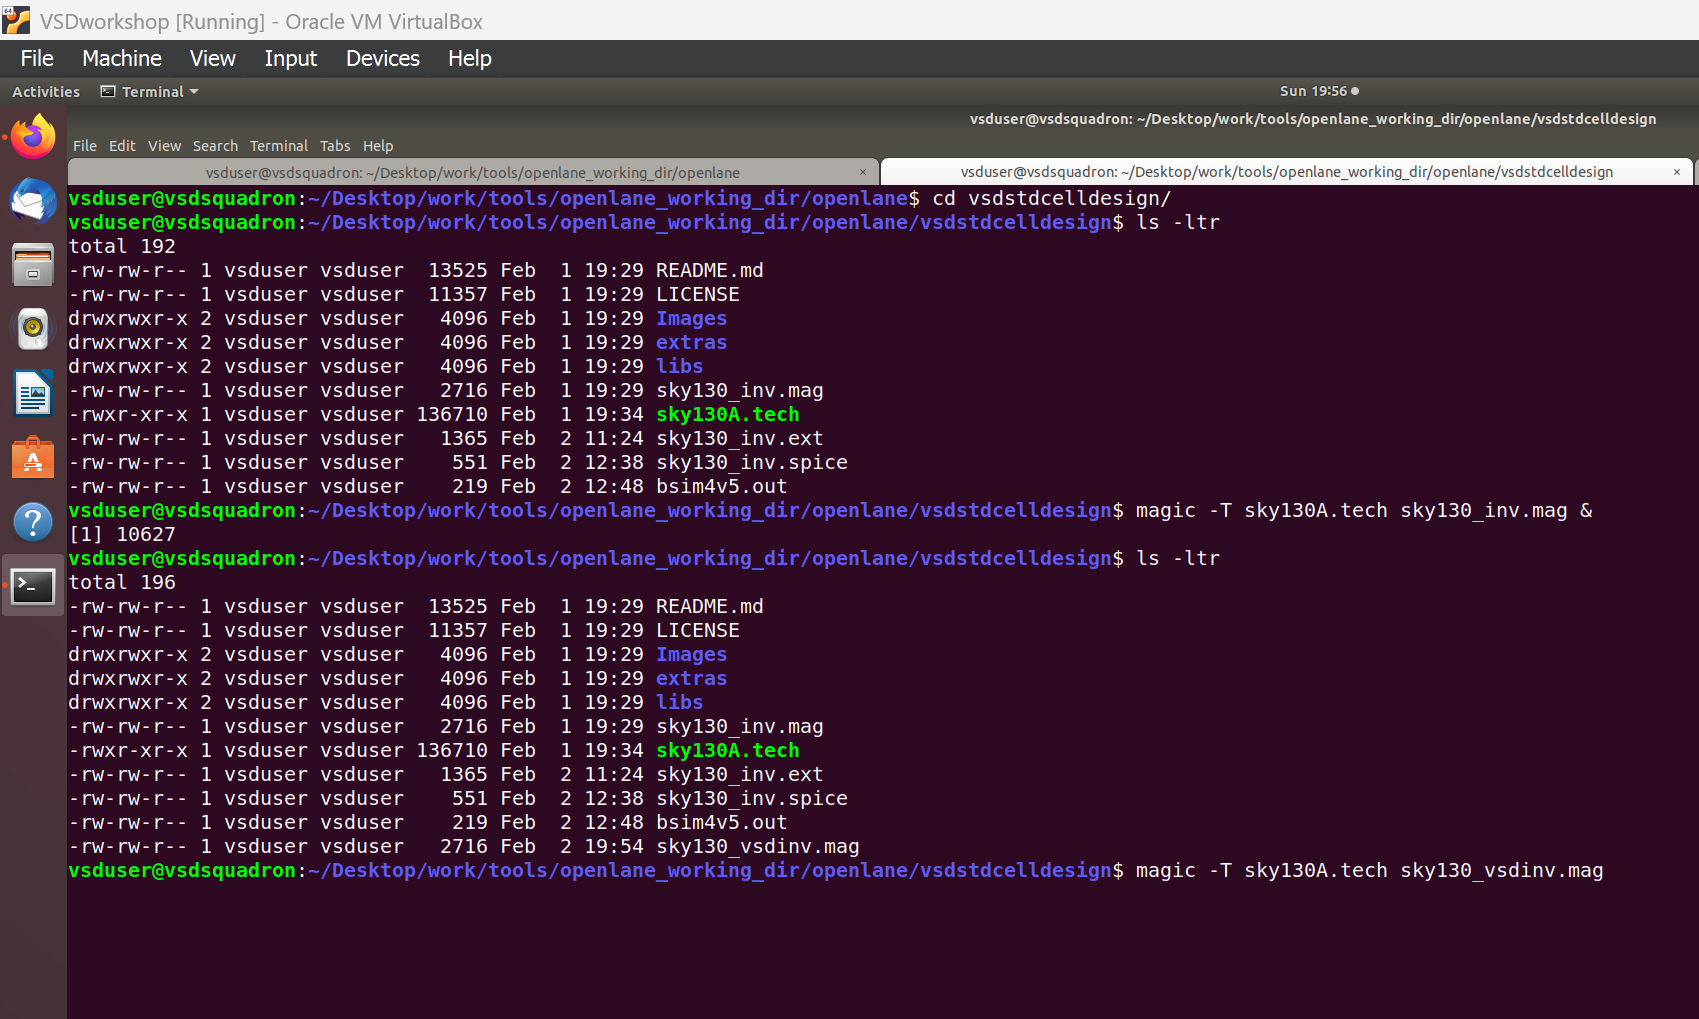 VSDworkshop [Running] - Oracle VM VirtualBox
File Machine View Input Devices Help
Activities Terminal Sun 19:56
vsduser@vsdsquadron: ~/Desktop/work/tools/openlane_working_dir/openlane/vsdstdcelldesign
File Edit View Search Terminal Tabs Help
vsduser@vsdsquadron: ~/Desktop/work/tools/openlane_working_dir/openlane × vsduser@vsdsquadron: ~/Desktop/work/tools/openlane_working_dir/openlane/vsdstdcelldesign ×
vsduser@vsdsquadron:~/Desktop/work/tools/openlane_working_dir/openlane$ cd vsdstdcelldesign/
vsduser@vsdsquadron:~/Desktop/work/tools/openlane_working_dir/openlane/vsdstdcelldesign$ ls -ltr
total 192
-rw-rw-r-- 1 vsduser vsduser  13525 Feb  1 19:29 README.md
-rw-rw-r-- 1 vsduser vsduser  11357 Feb  1 19:29 LICENSE
drwxrwxr-x 2 vsduser vsduser   4096 Feb  1 19:29 Images
drwxrwxr-x 2 vsduser vsduser   4096 Feb  1 19:29 extras
drwxrwxr-x 2 vsduser vsduser   4096 Feb  1 19:29 libs
-rw-rw-r-- 1 vsduser vsduser   2716 Feb  1 19:29 sky130_inv.mag
-rwxr-xr-x 1 vsduser vsduser 136710 Feb  1 19:34 sky130A.tech
-rw-rw-r-- 1 vsduser vsduser   1365 Feb  2 11:24 sky130_inv.ext
-rw-rw-r-- 1 vsduser vsduser    551 Feb  2 12:38 sky130_inv.spice
-rw-rw-r-- 1 vsduser vsduser    219 Feb  2 12:48 bsim4v5.out
vsduser@vsdsquadron:~/Desktop/work/tools/openlane_working_dir/openlane/vsdstdcelldesign$ magic -T sky130A.tech sky130_inv.mag &
[1] 10627
vsduser@vsdsquadron:~/Desktop/work/tools/openlane_working_dir/openlane/vsdstdcelldesign$ ls -ltr
total 196
-rw-rw-r-- 1 vsduser vsduser  13525 Feb  1 19:29 README.md
-rw-rw-r-- 1 vsduser vsduser  11357 Feb  1 19:29 LICENSE
drwxrwxr-x 2 vsduser vsduser   4096 Feb  1 19:29 Images
drwxrwxr-x 2 vsduser vsduser   4096 Feb  1 19:29 extras
drwxrwxr-x 2 vsduser vsduser   4096 Feb  1 19:29 libs
-rw-rw-r-- 1 vsduser vsduser   2716 Feb  1 19:29 sky130_inv.mag
-rwxr-xr-x 1 vsduser vsduser 136710 Feb  1 19:34 sky130A.tech
-rw-rw-r-- 1 vsduser vsduser   1365 Feb  2 11:24 sky130_inv.ext
-rw-rw-r-- 1 vsduser vsduser    551 Feb  2 12:38 sky130_inv.spice
-rw-rw-r-- 1 vsduser vsduser    219 Feb  2 12:48 bsim4v5.out
-rw-rw-r-- 1 vsduser vsduser   2716 Feb  2 19:54 sky130_vsdinv.mag
vsduser@vsdsquadron:~/Desktop/work/tools/openlane_working_dir/openlane/vsdstdcelldesign$ magic -T sky130A.tech sky130_vsdinv.mag